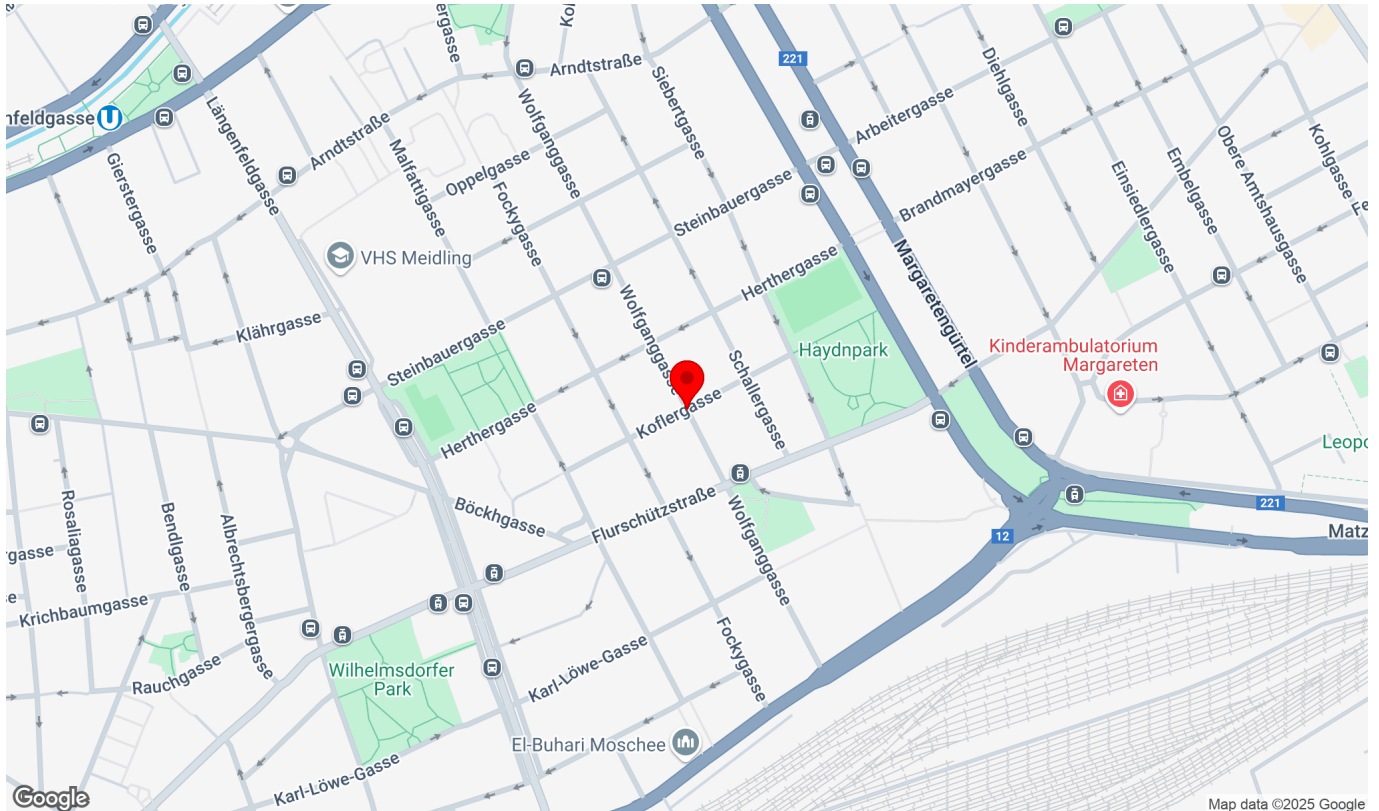 221
Arndtstraße
Siebertgasse
Diehlgasse
Arbeitergasse
Obere Amtshausgasse
Kohlgasse
nfeldgasse
U
Längenfeldgasse
Arndtstraße
Malfattigasse
Oppelgasse
Wolfganggasse
Fockygasse
Steinbauergasse
Brandmayergasse
Einsiedlergasse
Embelgasse
Gierstergasse
VHS Meidling
Herthergasse
Margaretengürtel
Klährgasse
Steinbauergasse
Wolfganggasse
Haydnpark
Schallergasse
Kinderambulatorium
Margareten
Koflergasse
Herthergasse
Leopo
Rosaliagasse
Bendlgasse
Albrechtsbergergasse
Böckhgasse
Flurschützstraße
Wolfganggasse
221
12
Matz
Krichbaumgasse
Rauchgasse
Wilhelmsdorfer
Park
Karl-Löwe-Gasse
Fockygasse
El-Buhari Moschee
Karl-Löwe-Gasse
Google
Map data ©2025 Google